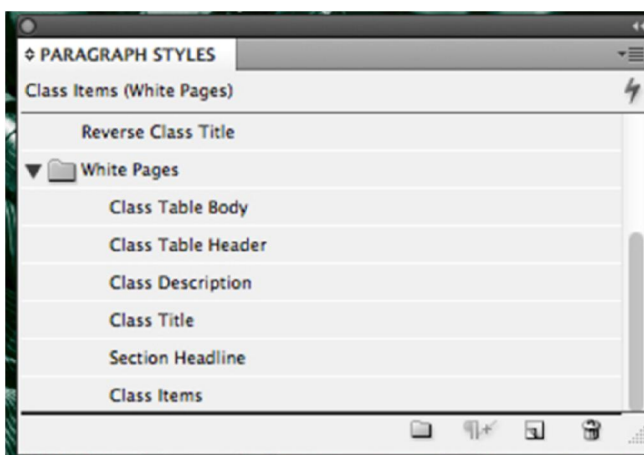 PARAGRAPH STYLES
Class Items (White Pages)
Reverse Class Title
White Pages
Class Table Body
Class Table Header
Class Description
Class Title
Section Headline
Class Items